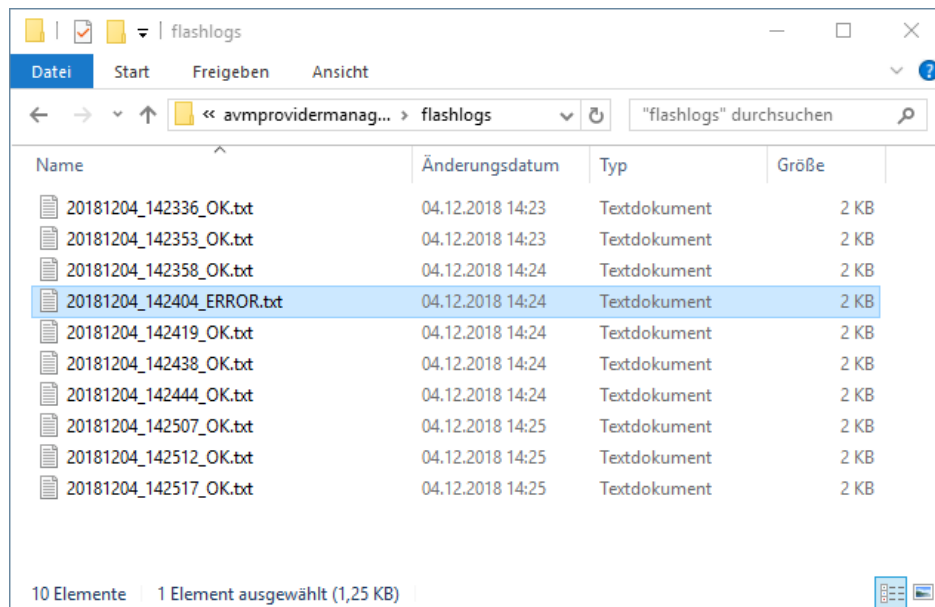 flashlogs
Datei Start Freigeben Ansicht
« avmprovidermanag... > flashlogs "flashlogs" durchsuchen
Name Änderungsdatum Typ Größe
20181204_142336_OK.txt 04.12.2018 14:23 Textdokument 2 KB
20181204_142353_OK.txt 04.12.2018 14:23 Textdokument 2 KB
20181204_142358_OK.txt 04.12.2018 14:24 Textdokument 2 KB
20181204_142404_ERROR.txt 04.12.2018 14:24 Textdokument 2 KB
20181204_142419_OK.txt 04.12.2018 14:24 Textdokument 2 KB
20181204_142438_OK.txt 04.12.2018 14:24 Textdokument 2 KB
20181204_142444_OK.txt 04.12.2018 14:24 Textdokument 2 KB
20181204_142507_OK.txt 04.12.2018 14:25 Textdokument 2 KB
20181204_142512_OK.txt 04.12.2018 14:25 Textdokument 2 KB
20181204_142517_OK.txt 04.12.2018 14:25 Textdokument 2 KB
10 Elemente 1 Element ausgewählt (1,25 KB)